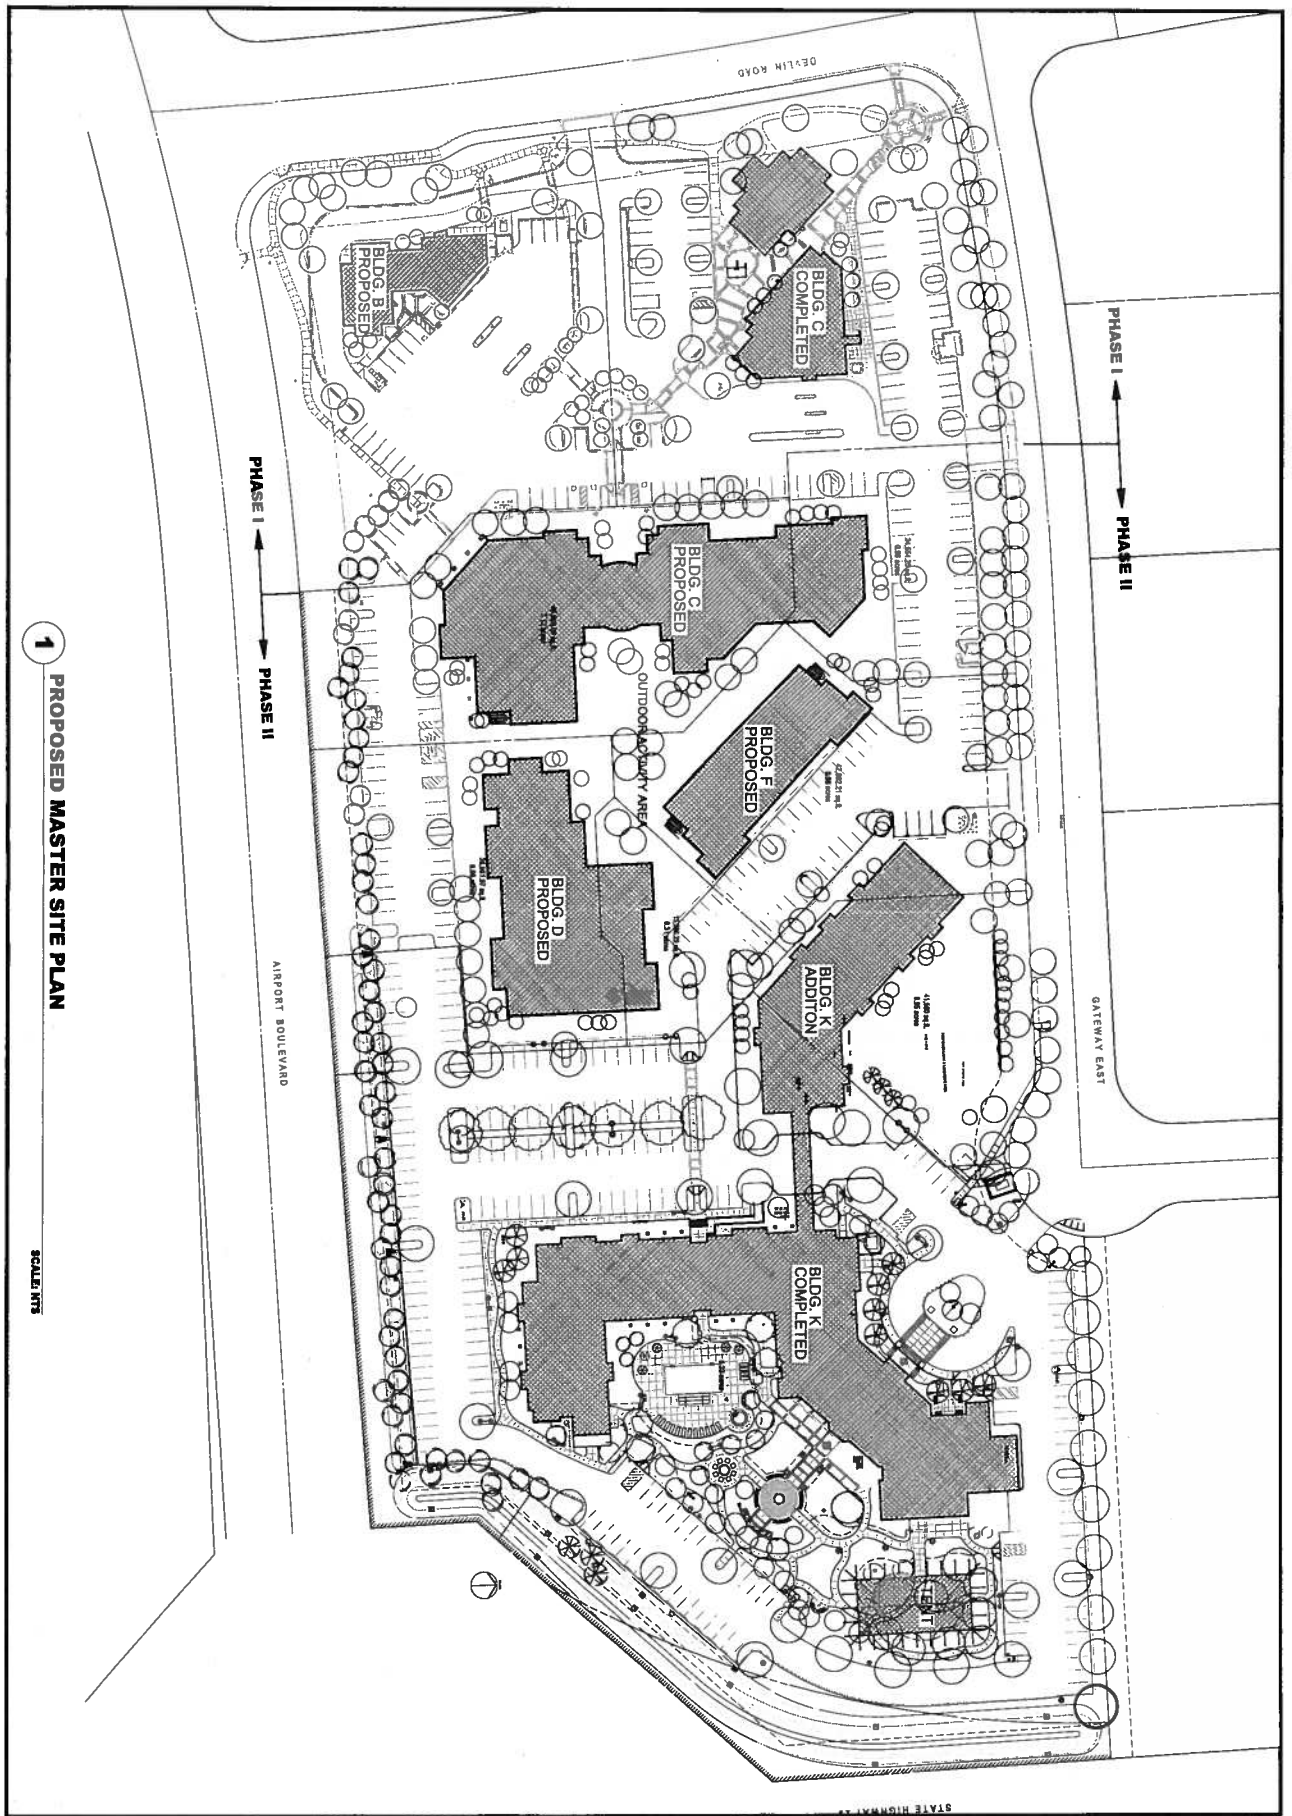 DEVLIN ROAD
BLDG. B
PROPOSED
BLDG. C
COMPLETED
PHASE I
PHASE II
PHASE I
PHASE II
BLDG. C
PROPOSED
OUTDOOR ACTIVITY AREA
BLDG. F
PROPOSED
BLDG. D
PROPOSED
BLDG. K
ADDITON
GATEWAY EAST
AIRPORT BOULEVARD
BLDG. K
COMPLETED
TENT
STATE HIGHWAY
1
PROPOSED MASTER SITE PLAN
SCALE: NTS